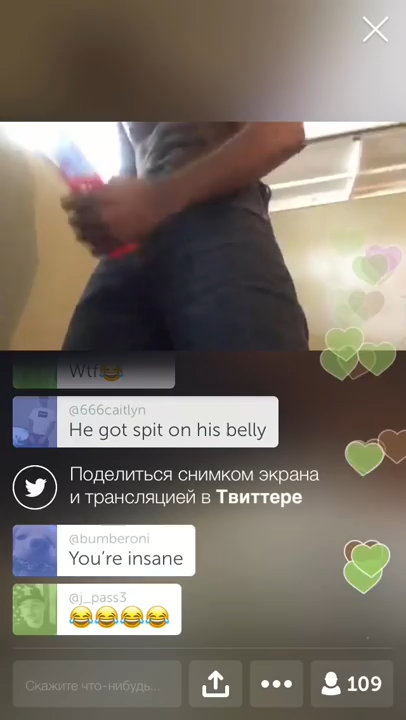 Wtf😂
@666caitlyn
He got spit on his belly
Поделиться снимком экрана
и трансляцией в Твиттере
@bumberoni
You're insane
@j_pass3
😂😂😂😂
Скажите что-нибудь...
109